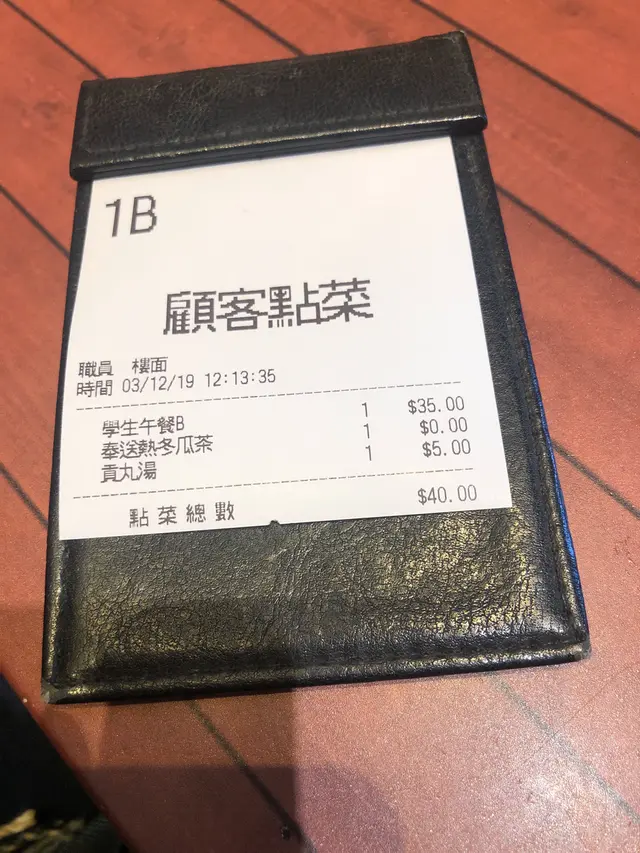 1B
顧客點菜
職員 樓面
時間 03/12/19 12:13:35
學生午餐B 1 $35.00
奉送熱冬瓜茶 1 $0.00
貢丸湯 1 $5.00
點菜總數 $40.00